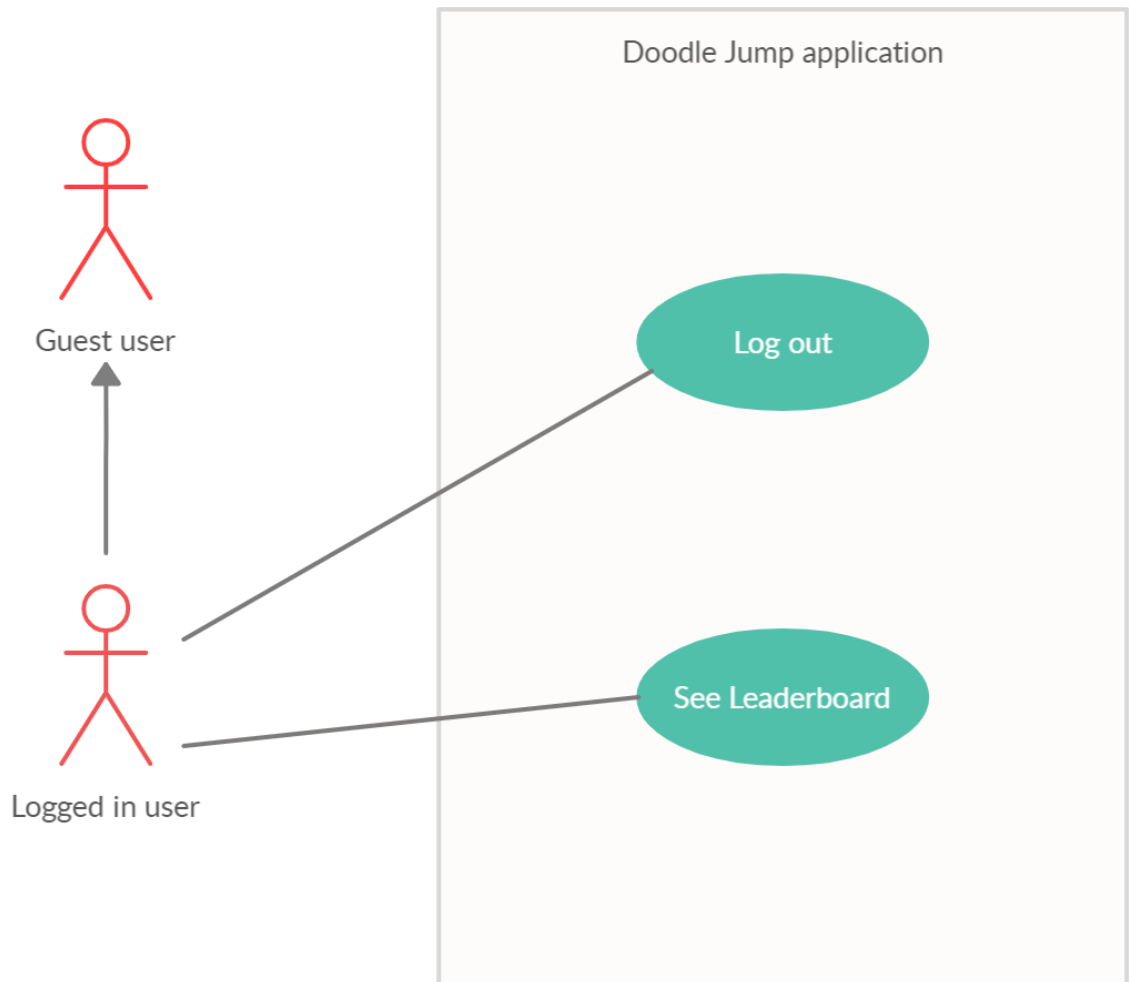 Doodle Jump application
Guest user
Log out
See Leaderboard
Logged in user